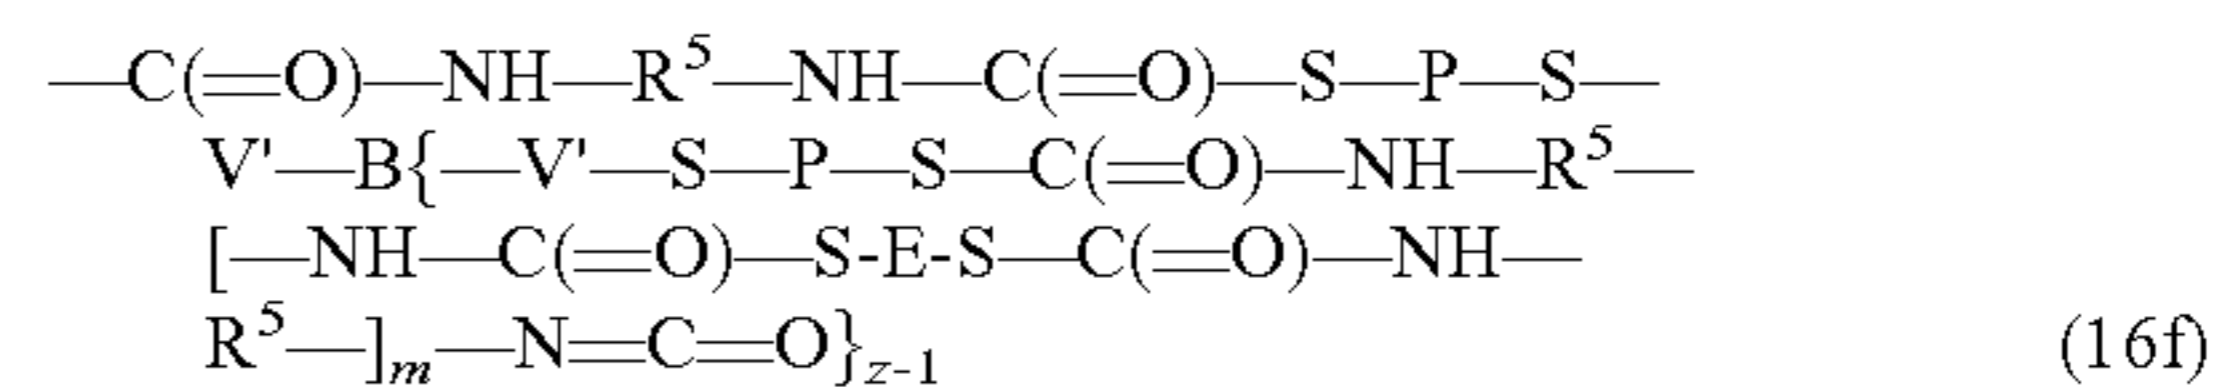 —C(=O)—NH—R⁵—NH—C(=O)—S—P—S—
V'—B{—V'—S—P—S—C(=O)—NH—R⁵—
[—NH—C(=O)—S-E-S—C(=O)—NH—
R⁵—]ₘ—N=C=O}z-1 (16f)